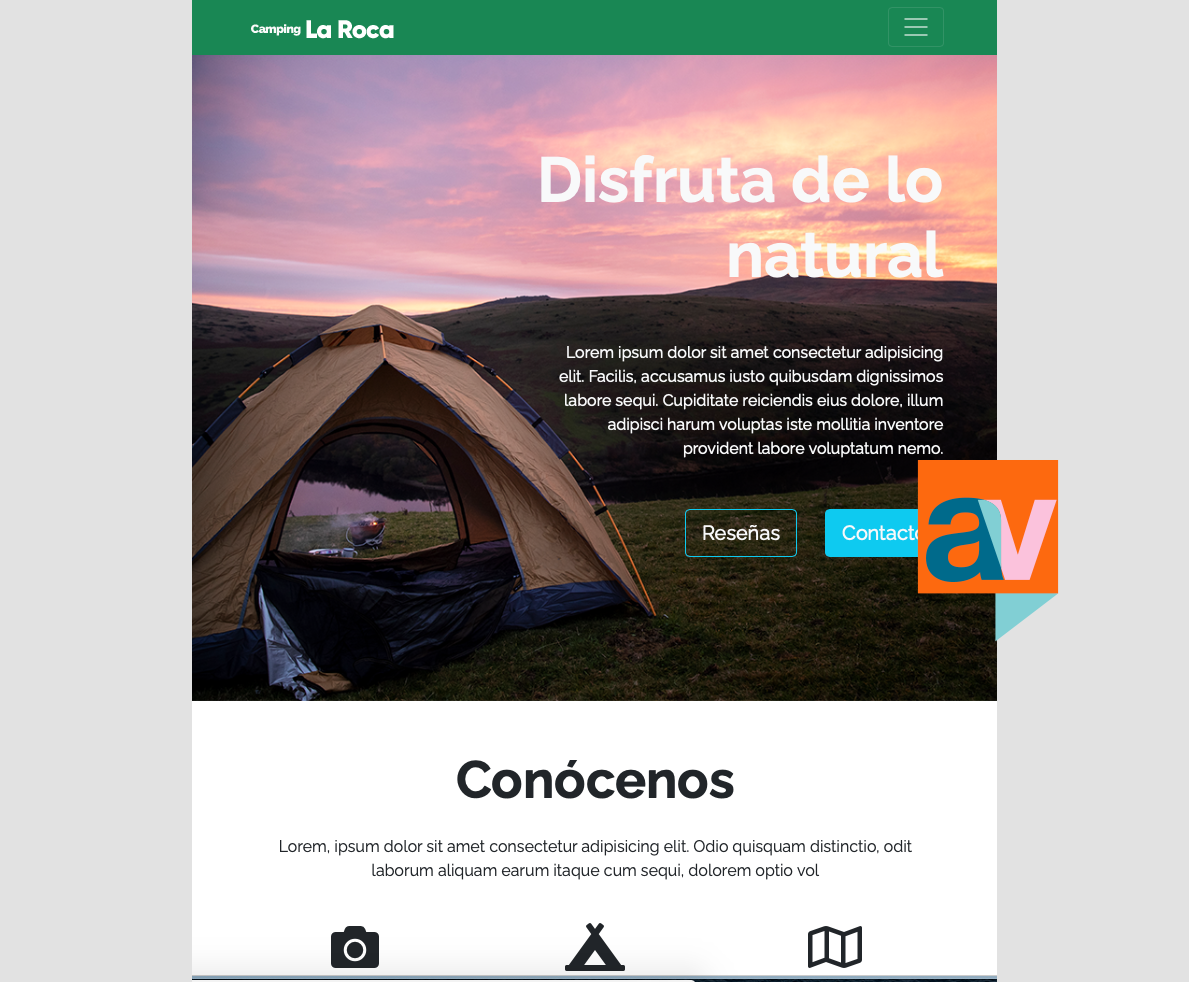 Camping La Roca
Disfruta de lo
natural
Lorem ipsum dolor sit amet consectetur adipisicing
elit. Facilis, accusamus iusto quibusdam dignissimos
labore sequi. Cupiditate reiciendis eius dolore, illum
adipisci harum voluptas iste mollitia inventore
provident labore voluptatum nemo.
Reseñas
Contacto
av
Conócenos
Lorem, ipsum dolor sit amet consectetur adipisicing elit. Odio quisquam distinctio, odit
laborum aliquam earum itaque cum sequi, dolorem optio vol